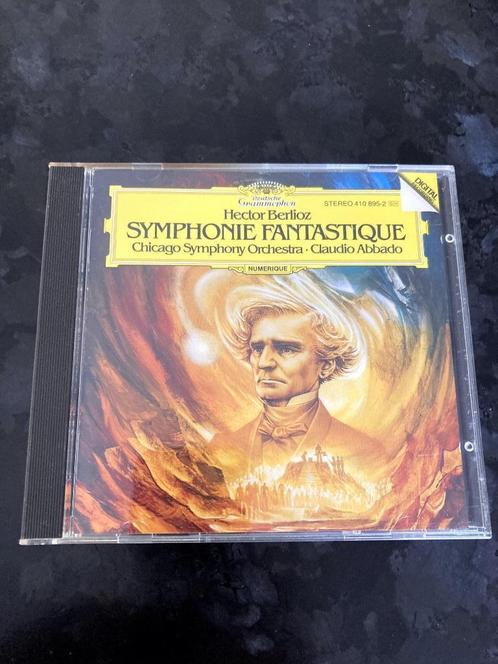 Deutsche
Grammophon
STEREO 410 895-2
DIGITAL
Hector Berlioz
SYMPHONIE FANTASTIQUE
Chicago Symphony Orchestra · Claudio Abbado
NUMERIQUE